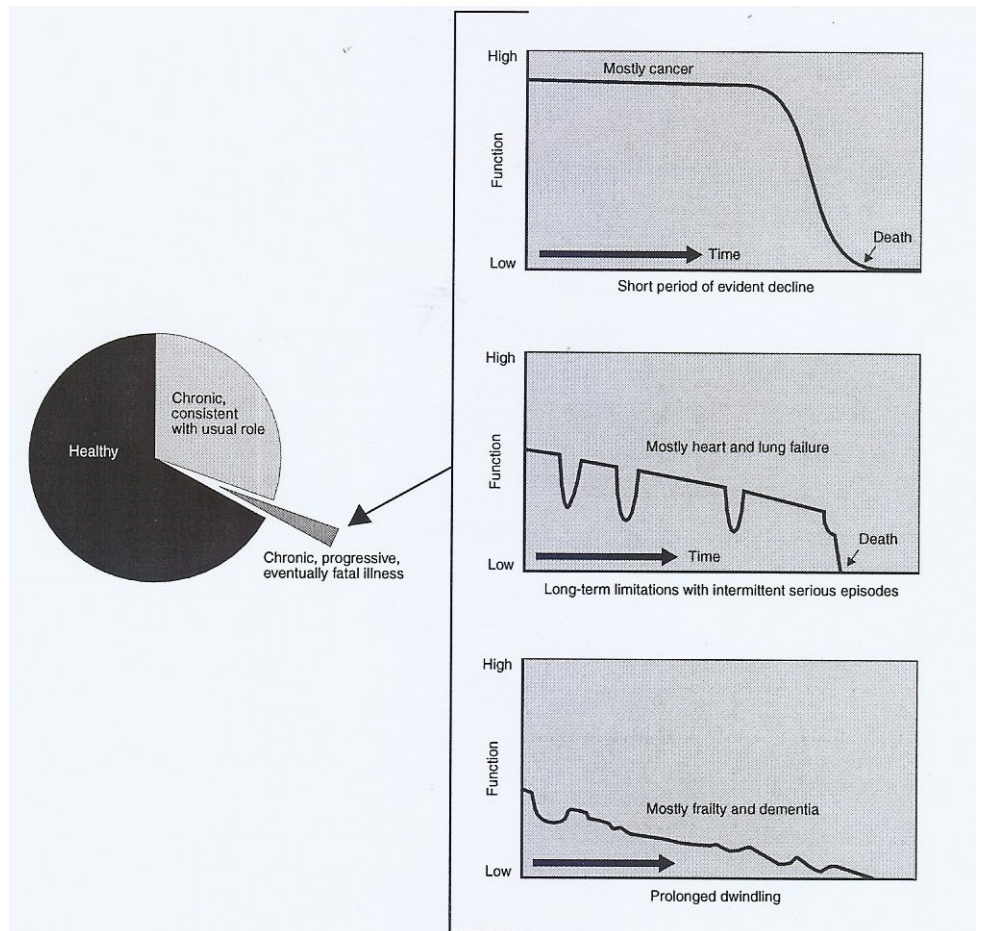 Healthy
Chronic,
consistent
with usual role
Chronic, progressive,
eventually fatal illness
High
Mostly cancer
Function
Death
Time
Low
Short period of evident decline
High
Mostly heart and lung failure
Function
Death
Time
Low
Long-term limitations with intermittent serious episodes
High
Function
Mostly frailty and dementia
Low
Prolonged dwindling